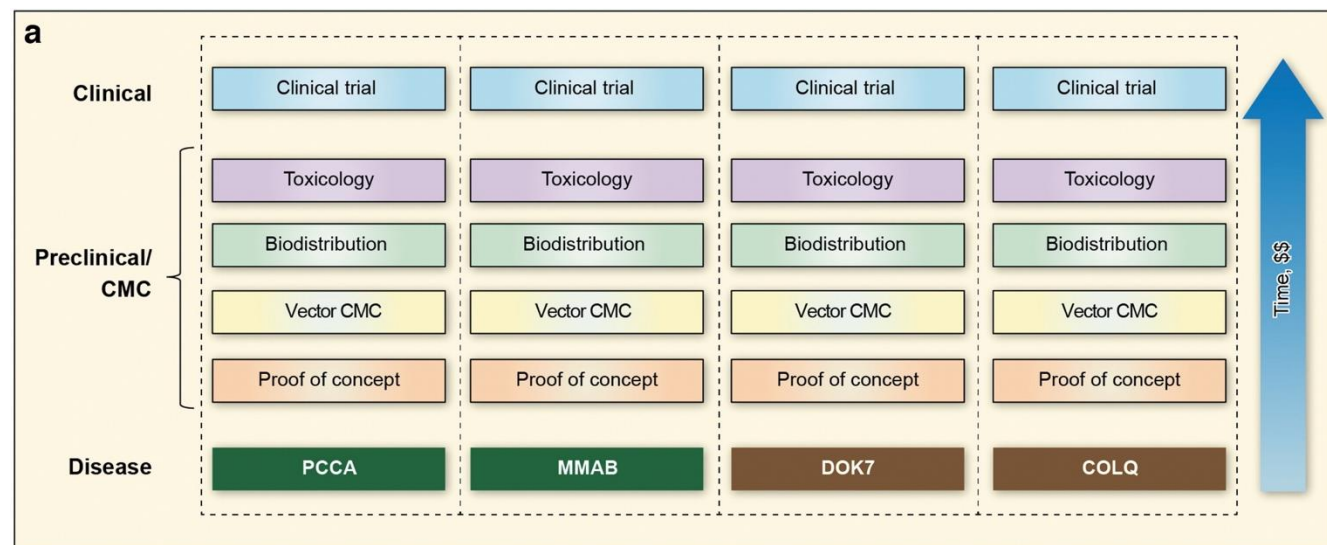 a
Clinical
Clinical trial
Clinical trial
Clinical trial
Clinical trial
Toxicology
Toxicology
Toxicology
Toxicology
Preclinical/
CMC
Biodistribution
Biodistribution
Biodistribution
Biodistribution
Vector CMC
Vector CMC
Vector CMC
Vector CMC
Proof of concept
Proof of concept
Proof of concept
Proof of concept
Disease
PCCA
MMAB
DOK7
COLQ
Time, $$